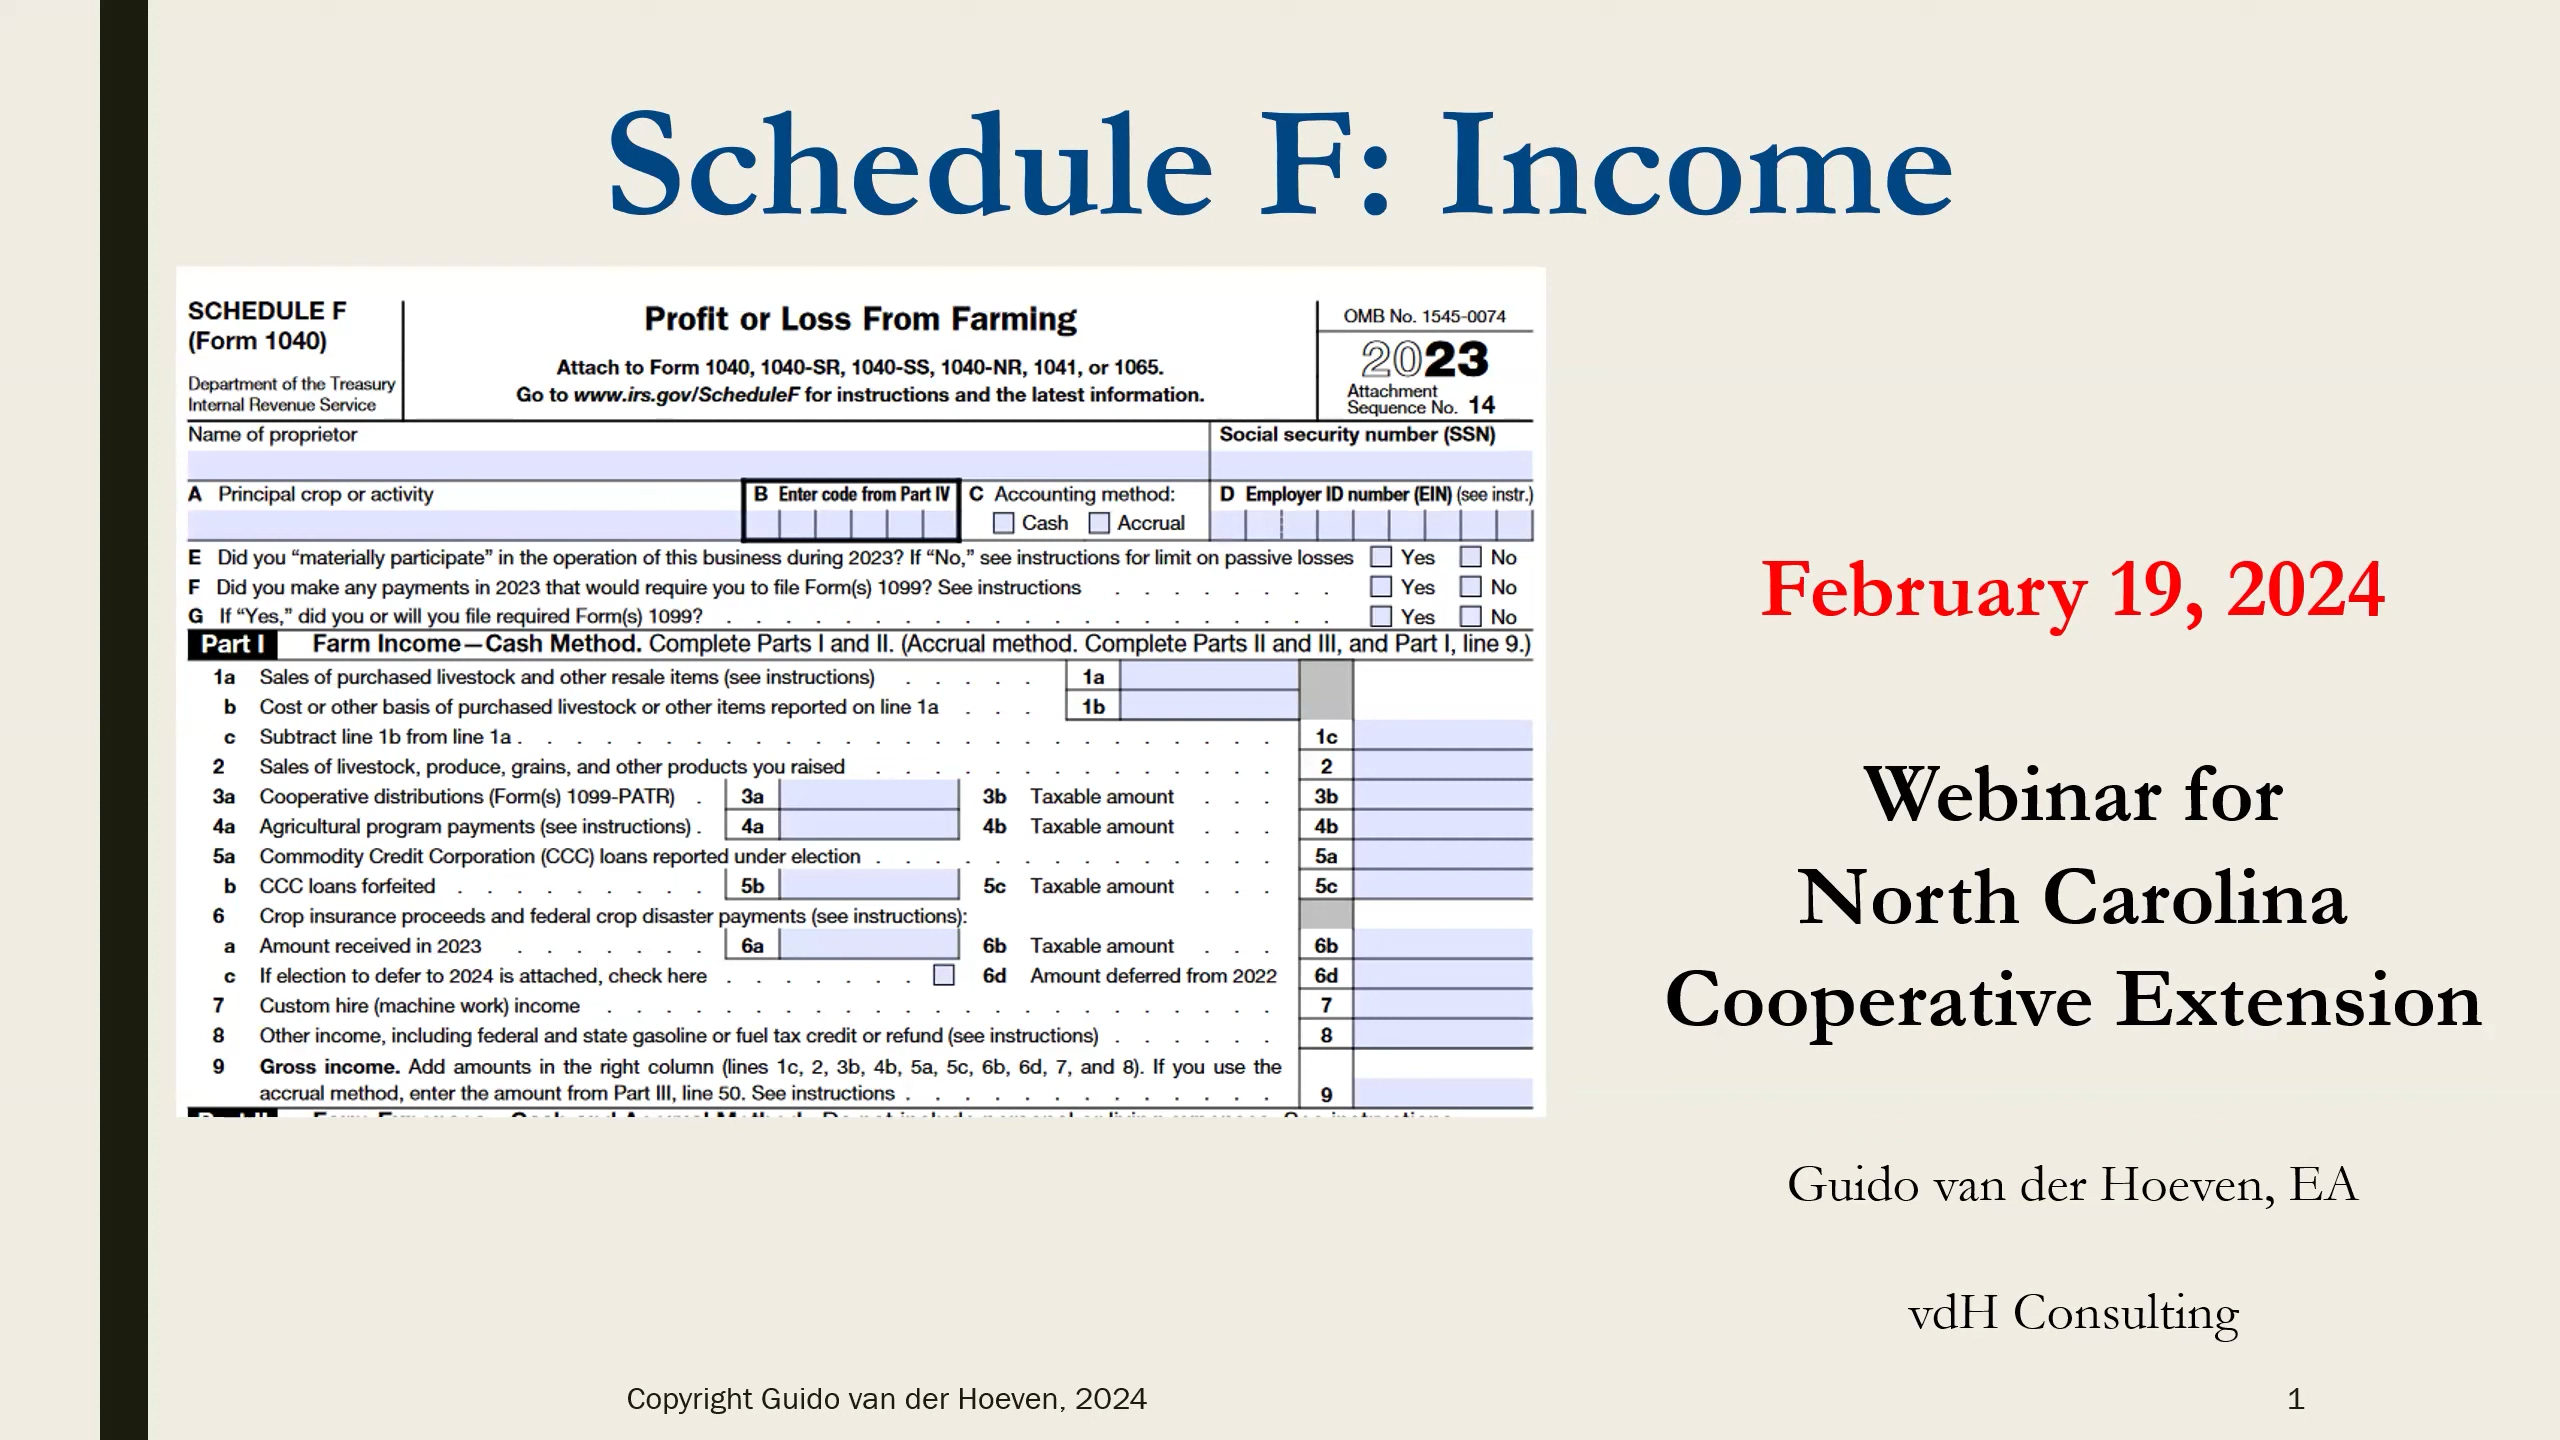 Schedule F: Income
SCHEDULE F
(Form 1040)
Department of the Treasury
Internal Revenue Service
Profit or Loss From Farming
Attach to Form 1040, 1040-SR, 1040-SS, 1040-NR, 1041, or 1065.
Go to www.irs.gov/ScheduleF for instructions and the latest information.
OMB No. 1545-0074
2023
Attachment
Sequence No. 14
Name of proprietor
Social security number (SSN)
A Principal crop or activity
B Enter code from Part IV
C Accounting method:
Cash Accrual
D Employer ID number (EIN) (see instr.)
E Did you “materially participate” in the operation of this business during 2023? If “No,” see instructions for limit on passive losses Yes No
F Did you make any payments in 2023 that would require you to file Form(s) 1099? See instructions . . . . . . . . Yes No
G If “Yes,” did you or will you file required Form(s) 1099? . . . . . . . . . . . . . . . . . . . . . Yes No
Part I Farm Income—Cash Method. Complete Parts I and II. (Accrual method. Complete Parts II and III, and Part I, line 9.)
1a Sales of purchased livestock and other resale items (see instructions) . . . . . 1a
b Cost or other basis of purchased livestock or other items reported on line 1a . . . 1b
c Subtract line 1b from line 1a . . . . . . . . . . . . . . . . . . . . . . . . . . 1c
2 Sales of livestock, produce, grains, and other products you raised . . . . . . . . . . . . . . 2
3a Cooperative distributions (Form(s) 1099-PATR) . 3a 3b Taxable amount . . . 3b
4a Agricultural program payments (see instructions) . 4a 4b Taxable amount . . . 4b
5a Commodity Credit Corporation (CCC) loans reported under election . . . . . . . . . . . . . . 5a
b CCC loans forfeited . . . . . . . . . 5b 5c Taxable amount . . . 5c
6 Crop insurance proceeds and federal crop disaster payments (see instructions):
a Amount received in 2023 . . . . . . . 6a 6b Taxable amount . . . 6b
c If election to defer to 2024 is attached, check here . . . . . . . 6d Amount deferred from 2022 6d
7 Custom hire (machine work) income . . . . . . . . . . . . . . . . . . . . . . . 7
8 Other income, including federal and state gasoline or fuel tax credit or refund (see instructions) . . . . . . 8
9 Gross income. Add amounts in the right column (lines 1c, 2, 3b, 4b, 5a, 5c, 6b, 6d, 7, and 8). If you use the
accrual method, enter the amount from Part III, line 50. See instructions . . . . . . . . . . . . . 9
February 19, 2024
Webinar for
North Carolina
Cooperative Extension
Guido van der Hoeven, EA
vdH Consulting
Copyright Guido van der Hoeven, 2024
1